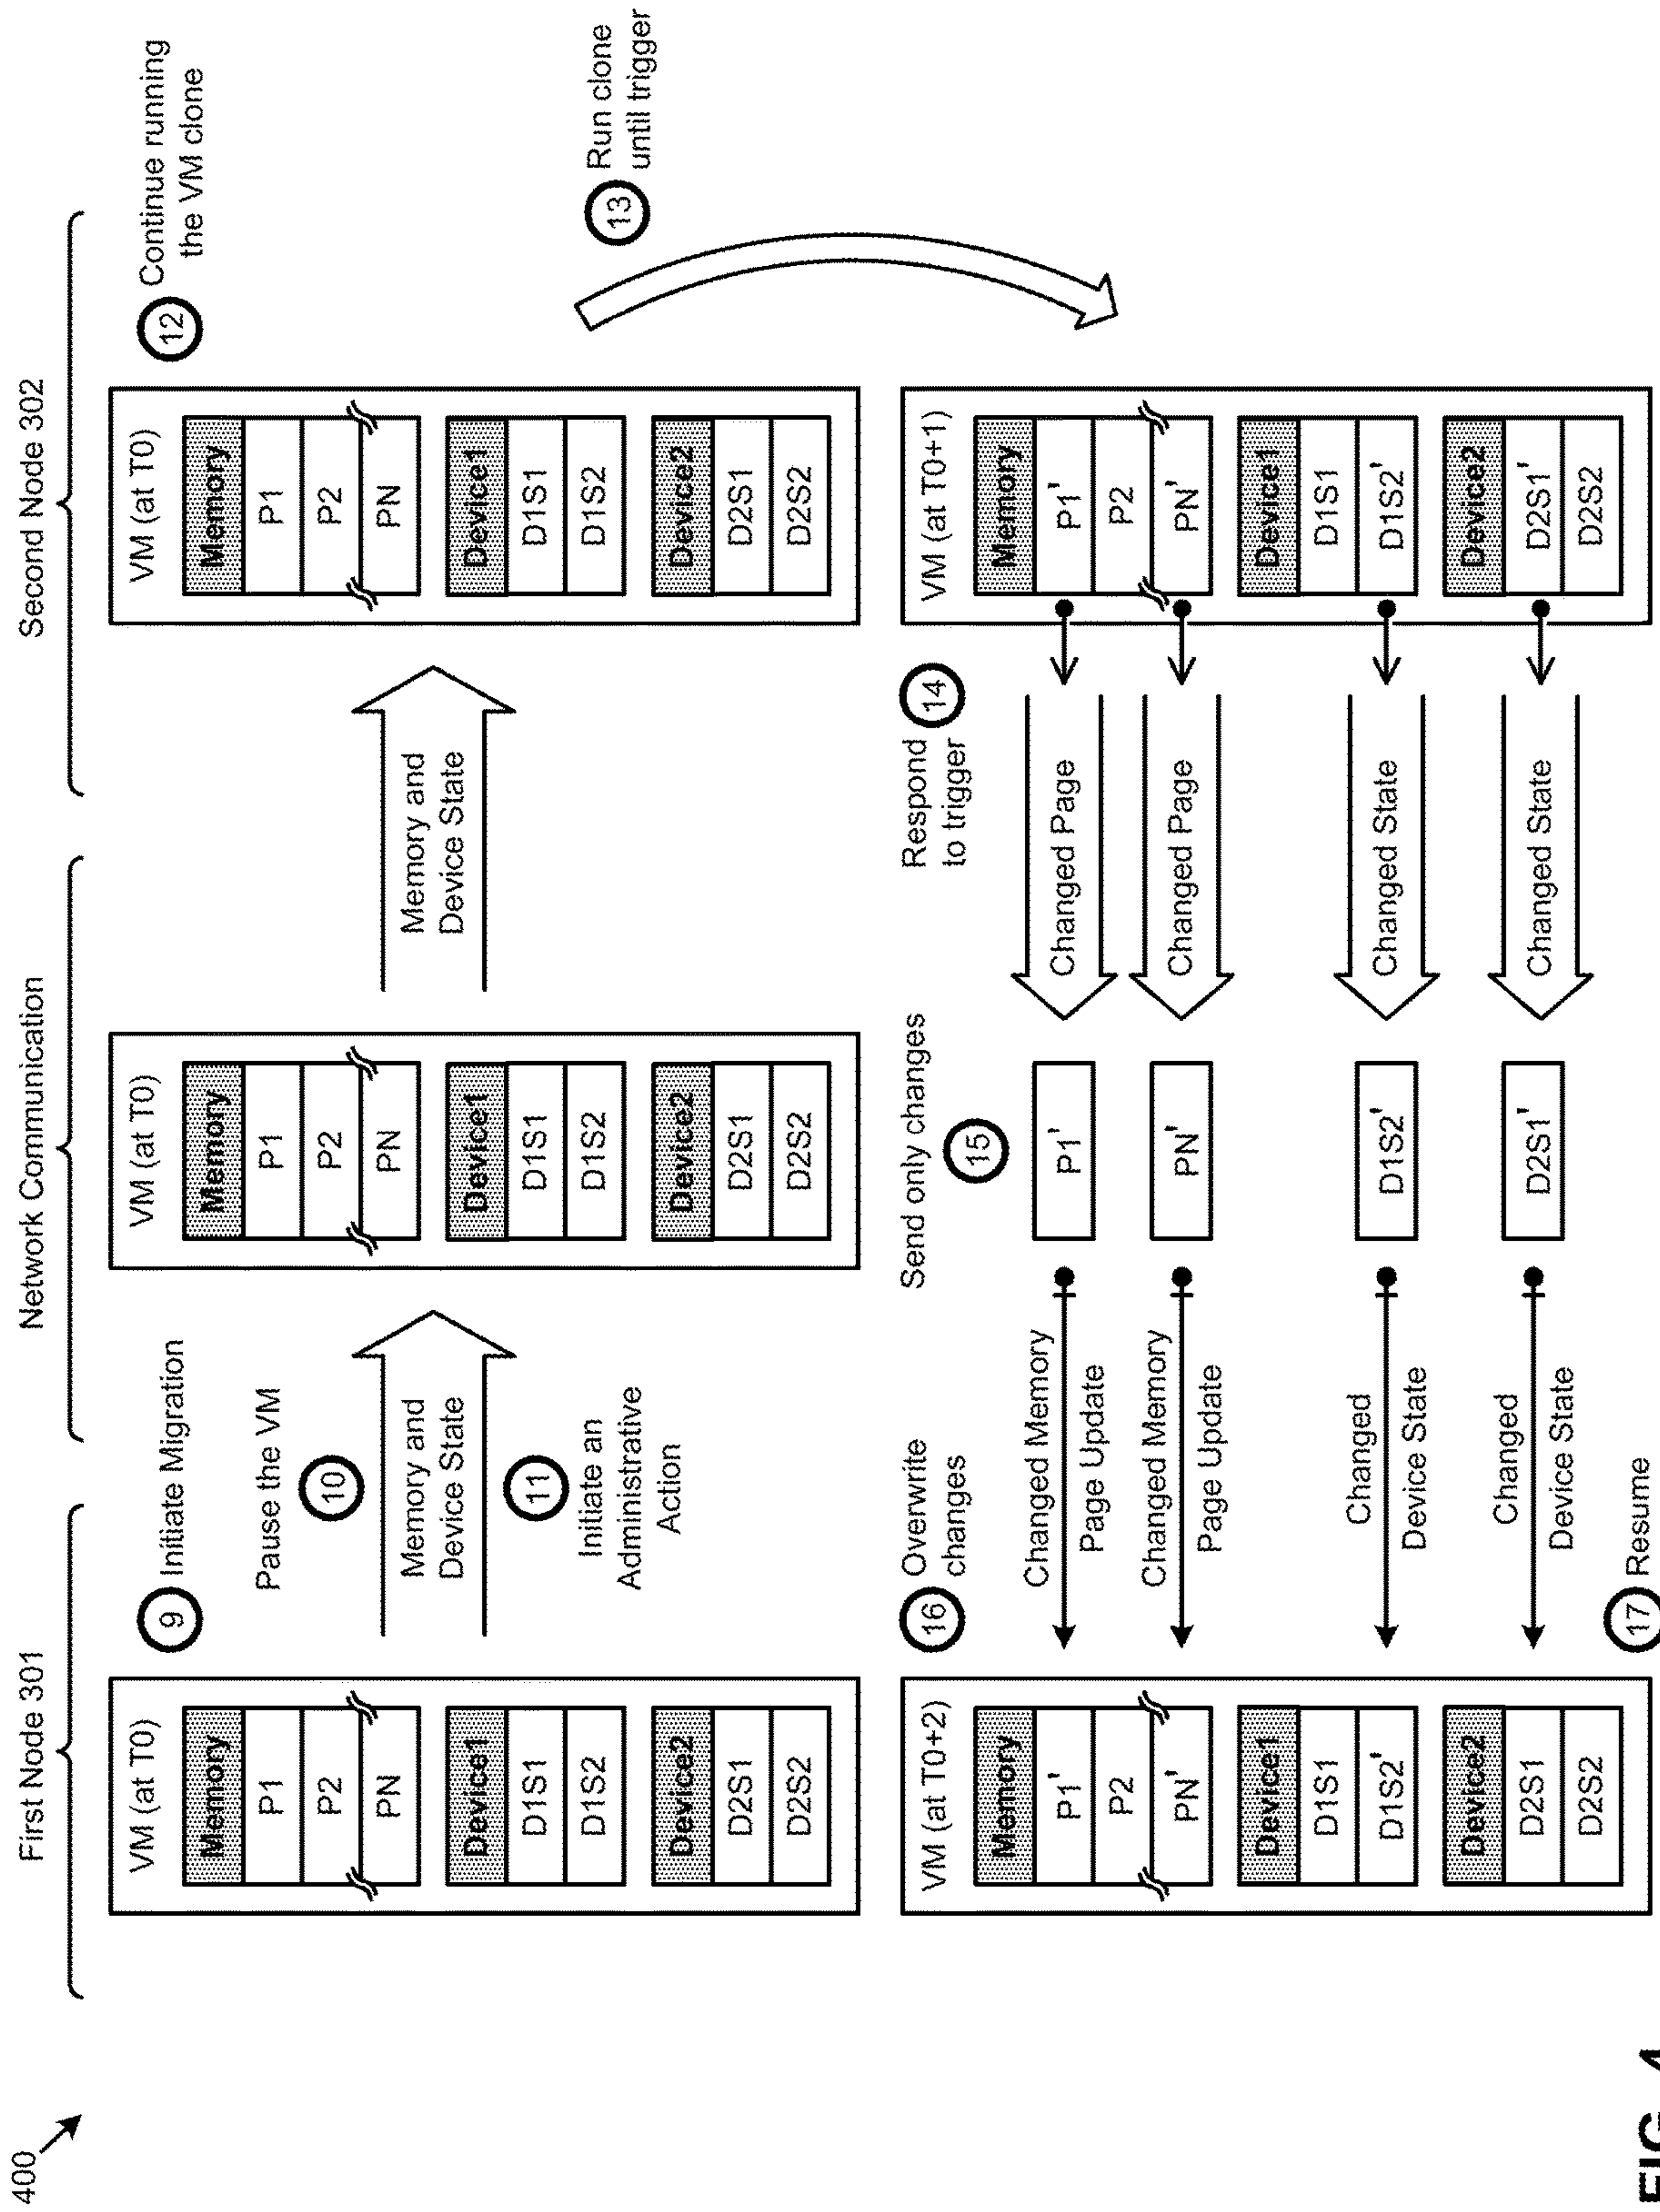 400
First Node 301
Network Communication
Second Node 302
VM (at T0)
Memory
P1
P2
PN
Device1
D1S1
D1S2
Device2
D2S1
D2S2
9 Initiate Migration
Pause the VM
10
Memory and
Device State
11
Initiate an
Administrative
Action
VM (at T0)
Memory
P1
P2
PN
Device1
D1S1
D1S2
Device2
D2S1
D2S2
Memory and
Device State
VM (at T0)
Memory
P1
P2
PN
Device1
D1S1
D1S2
Device2
D2S1
D2S2
12 Continue running
the VM clone
13 Run clone
until trigger
VM (at T0+2)
Memory
P1'
P2
PN'
Device1
D1S1
D1S2'
Device2
D2S1
D2S2
16 Overwrite
changes
Changed Memory
Page Update
Changed Memory
Page Update
Changed
Device State
Changed
Device State
17 Resume
Send only changes
15
P1'
PN'
D1S2'
D2S1'
Respond
to trigger
14
Changed Page
Changed Page
Changed State
Changed State
VM (at T0+1)
Memory
P1'
P2
PN'
Device1
D1S1
D1S2'
Device2
D2S1'
D2S2
FIG. 4